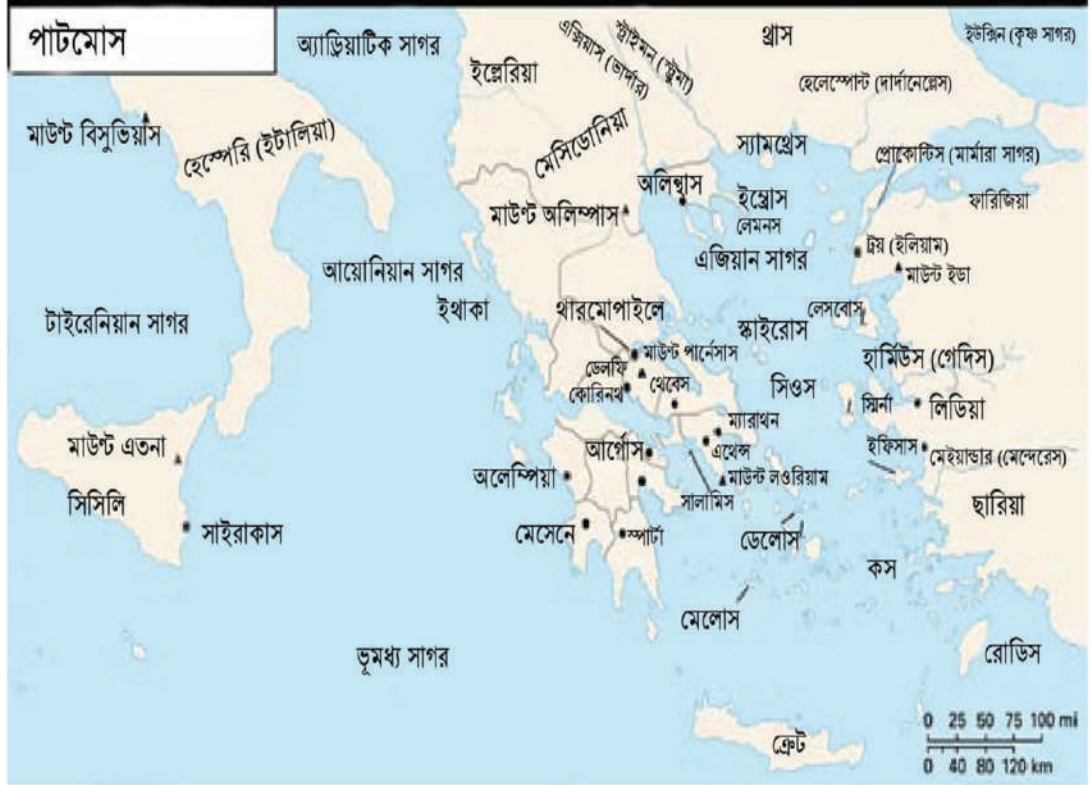 পাটমোস
অ্যাড্রিয়াটিক সাগর
ইল্লেরিয়া
এক্সিয়াস (ভার্দার)
স্ট্রাইমন (স্ট্রুমা)
থ্রাস
ইউক্সিন (কৃষ্ণ সাগর)
হেলেস্পোন্ট (দার্দানেল্লেস)
মাউন্ট বিসুভিয়াস
হেস্পেরি (ইটালিয়া)
মেসিডোনিয়া
স্যামথ্রেস
প্রোকোন্টিস (মার্মারা সাগর)
অলিন্থাস
ইম্ব্রোস
ফারিজিয়া
মাউণ্ট অলিম্পাস
লেমনস
ট্রয় (ইলিয়াম)
এজিয়ান সাগর
মাউন্ট ইডা
আয়োনিয়ান সাগর
ইথাকা
থারমোপাইলে
লেসবোস
টাইরেনিয়ান সাগর
স্কাইরোস
মাউন্ট পার্নেসাস
হার্মিউস (গেদিস)
ডেলফি
থেবেস
সিওস
কোরিনথ
স্মির্না
লিডিয়া
ম্যারাথন
মাউন্ট এতনা
আর্গোস
এথেন্স
ইফিসাস
মেইয়ান্ডার (মেন্দেরেস)
অলেম্পিয়া
মাউন্ট লওরিয়াম
সিসিলি
সালামিস
ছারিয়া
সাইরাকাস
মেসেনে
স্পার্টা
ডেলোস
কস
মেলোস
ভূমধ্য সাগর
রোডিস
ক্রেট
0 25 50 75 100 mi
0 40 80 120 km